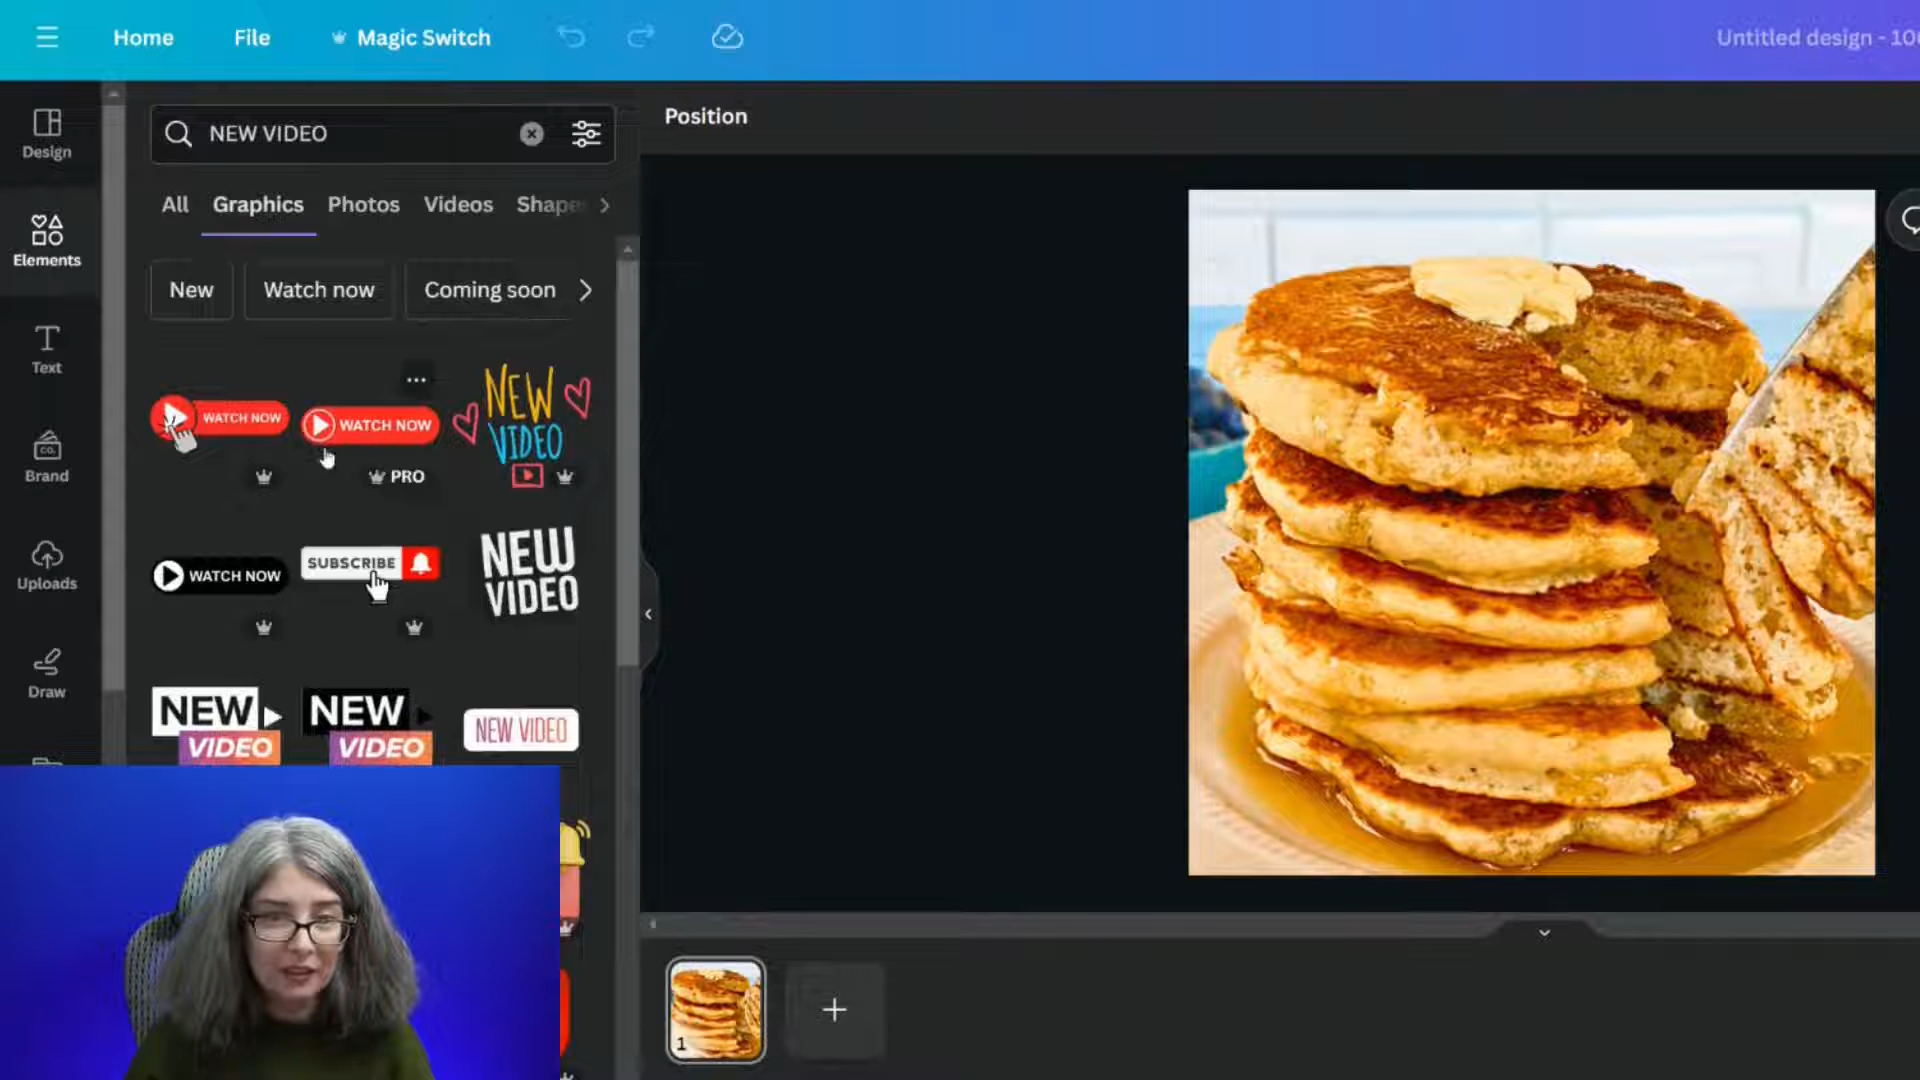 Home File Magic Switch Untitled design - 10
NEW VIDEO
Position
Design
All Graphics Photos Videos Shape
Elements
New Watch now Coming soon
Text
WATCH NOW
WATCH NOW
NEW
VIDEO
PRO
Brand
CO.
WATCH NOW
SUBSCRIBE
NEW
VIDEO
Uploads
Draw
NEW
VIDEO
NEW
VIDEO
NEW VIDEO
1